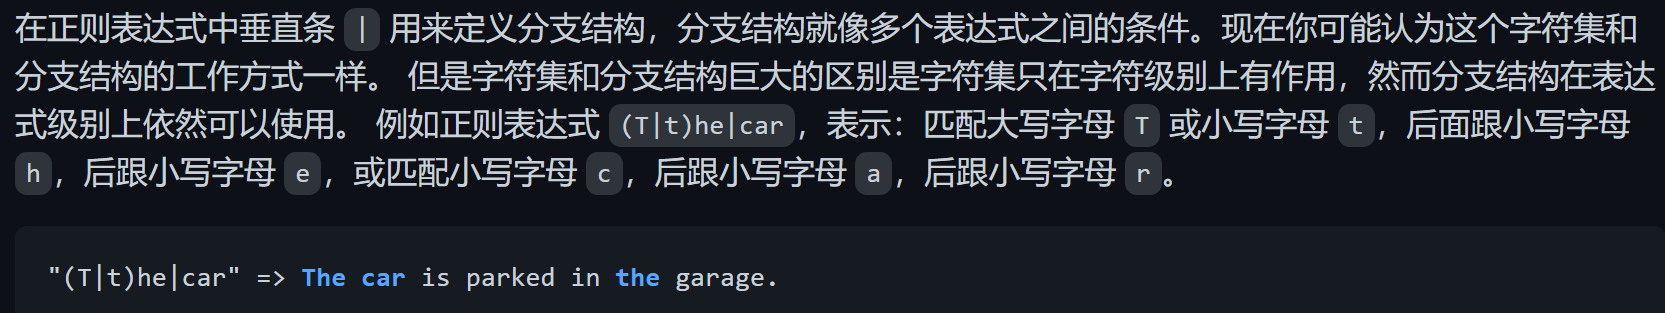 在正则表达式中垂直条 | 用来定义分支结构，分支结构就像多个表达式之间的条件。现在你可能认为这个字符集和
分支结构的工作方式一样。 但是字符集和分支结构巨大的区别是字符集只在字符级别上有作用，然而分支结构在表达
式级别上依然可以使用。 例如正则表达式 (T|t)he|car，表示：匹配大写字母 T 或小写字母 t，后面跟小写字母
h，后跟小写字母 e，或匹配小写字母 c，后跟小写字母 a，后跟小写字母 r。
"(T|t)he|car" => The car is parked in the garage.